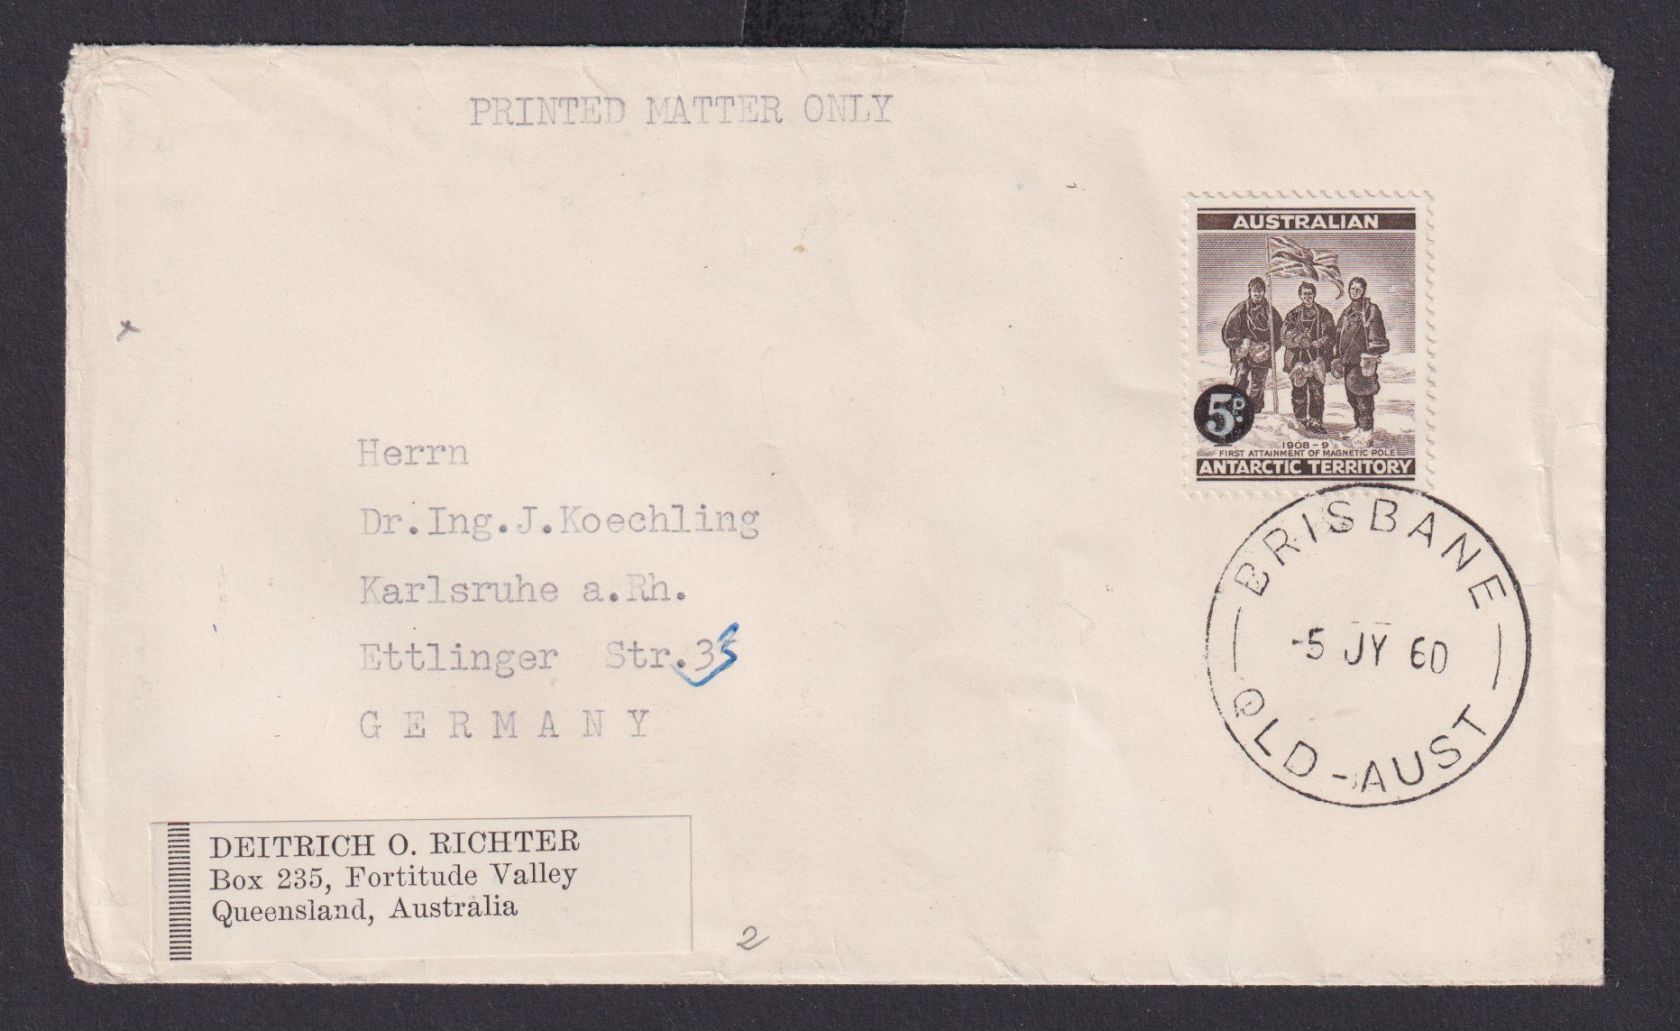 PRINTED MATTER ONLY
AUSTRALIAN
5D.
1908-9
FIRST ATTAINMENT OF MAGNETIC POLE
ANTARCTIC TERRITORY
BRISBANE
-5 JY 60
QLD-AUST
Herrn
Dr.Ing.J.Koechling
Karlsruhe a.Rh.
Ettlinger Str.35
GERMANY
DEITRICH O. RICHTER
Box 235, Fortitude Valley
Queensland, Australia
2